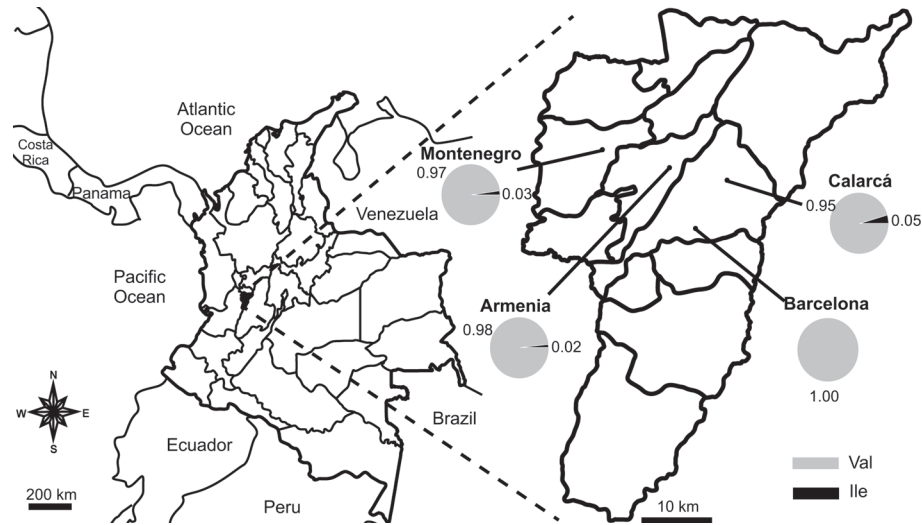 Atlantic
Ocean
Costa
Rica
Panama
Venezuela
Pacific
Ocean
Brazil
Ecuador
Peru
N
W
E
S
200 km
Montenegro
0.97
0.03
Calarcá
0.95
0.05
Armenia
0.98
0.02
Barcelona
1.00
Val
Ile
10 km